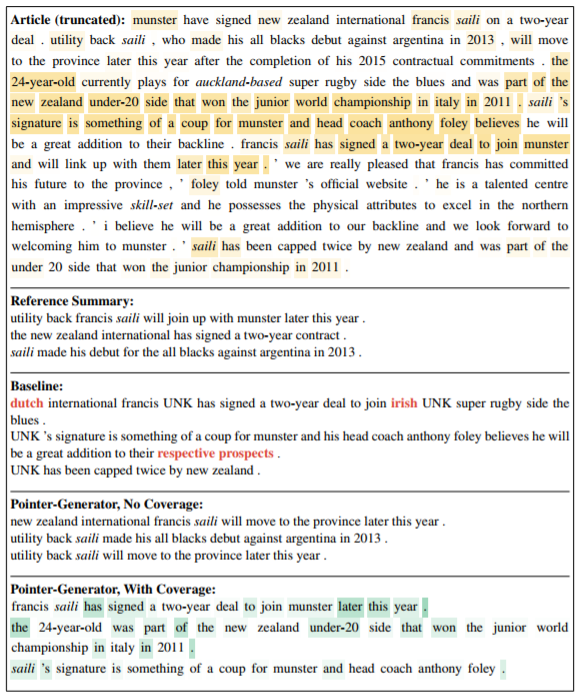 Article (truncated): munster have signed new zealand international francis saili on a two-year
deal . utility back saili , who made his all blacks debut against argentina in 2013 , will move
to the province later this year after the completion of his 2015 contractual commitments . the
24-year-old currently plays for auckland-based super rugby side the blues and was part of the
new zealand under-20 side that won the junior world championship in italy in 2011 . saili 's
signature is something of a coup for munster and head coach anthony foley believes he will
be a great addition to their backline . francis saili has signed a two-year deal to join munster
and will link up with them later this year . ' we are really pleased that francis has committed
his future to the province , ' foley told munster 's official website . ' he is a talented centre
with an impressive skill-set and he possesses the physical attributes to excel in the northern
hemisphere . ' i believe he will be a great addition to our backline and we look forward to
welcoming him to munster . ' saili has been capped twice by new zealand and was part of the
under 20 side that won the junior championship in 2011 .
Reference Summary:
utility back francis saili will join up with munster later this year .
the new zealand international has signed a two-year contract .
saili made his debut for the all blacks against argentina in 2013 .
Baseline:
dutch international francis UNK has signed a two-year deal to join irish UNK super rugby side the
blues .
UNK 's signature is something of a coup for munster and his head coach anthony foley believes he will
be a great addition to their respective prospects .
UNK has been capped twice by new zealand .
Pointer-Generator, No Coverage:
new zealand international francis saili will move to the province later this year .
utility back saili made his all blacks debut against argentina in 2013 .
utility back saili will move to the province later this year .
Pointer-Generator, With Coverage:
francis saili has signed a two-year deal to join munster later this year .
the 24-year-old was part of the new zealand under-20 side that won the junior world
championship in italy in 2011 .
saili 's signature is something of a coup for munster and head coach anthony foley .